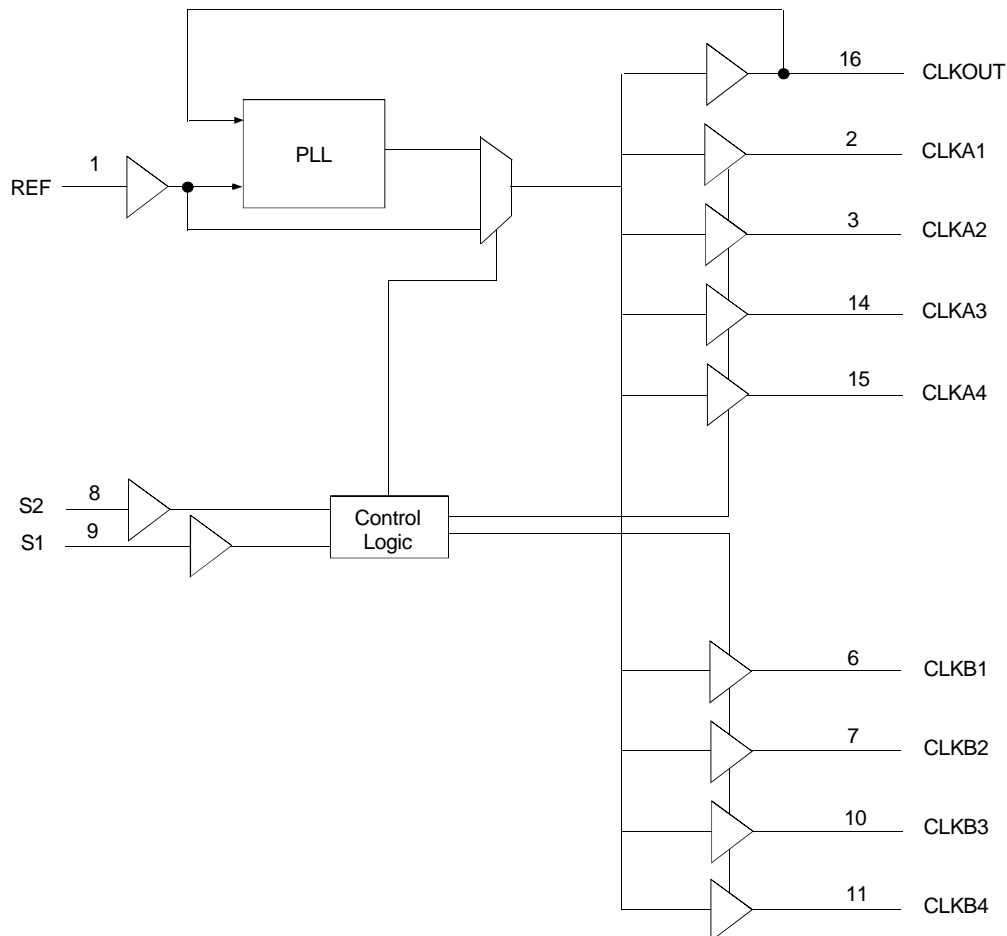 16 CLKOUT
PLL
2 CLKA1
1
REF
3 CLKA2
14 CLKA3
15 CLKA4
S2 8
S1 9
Control
Logic
6 CLKB1
7 CLKB2
10 CLKB3
11 CLKB4